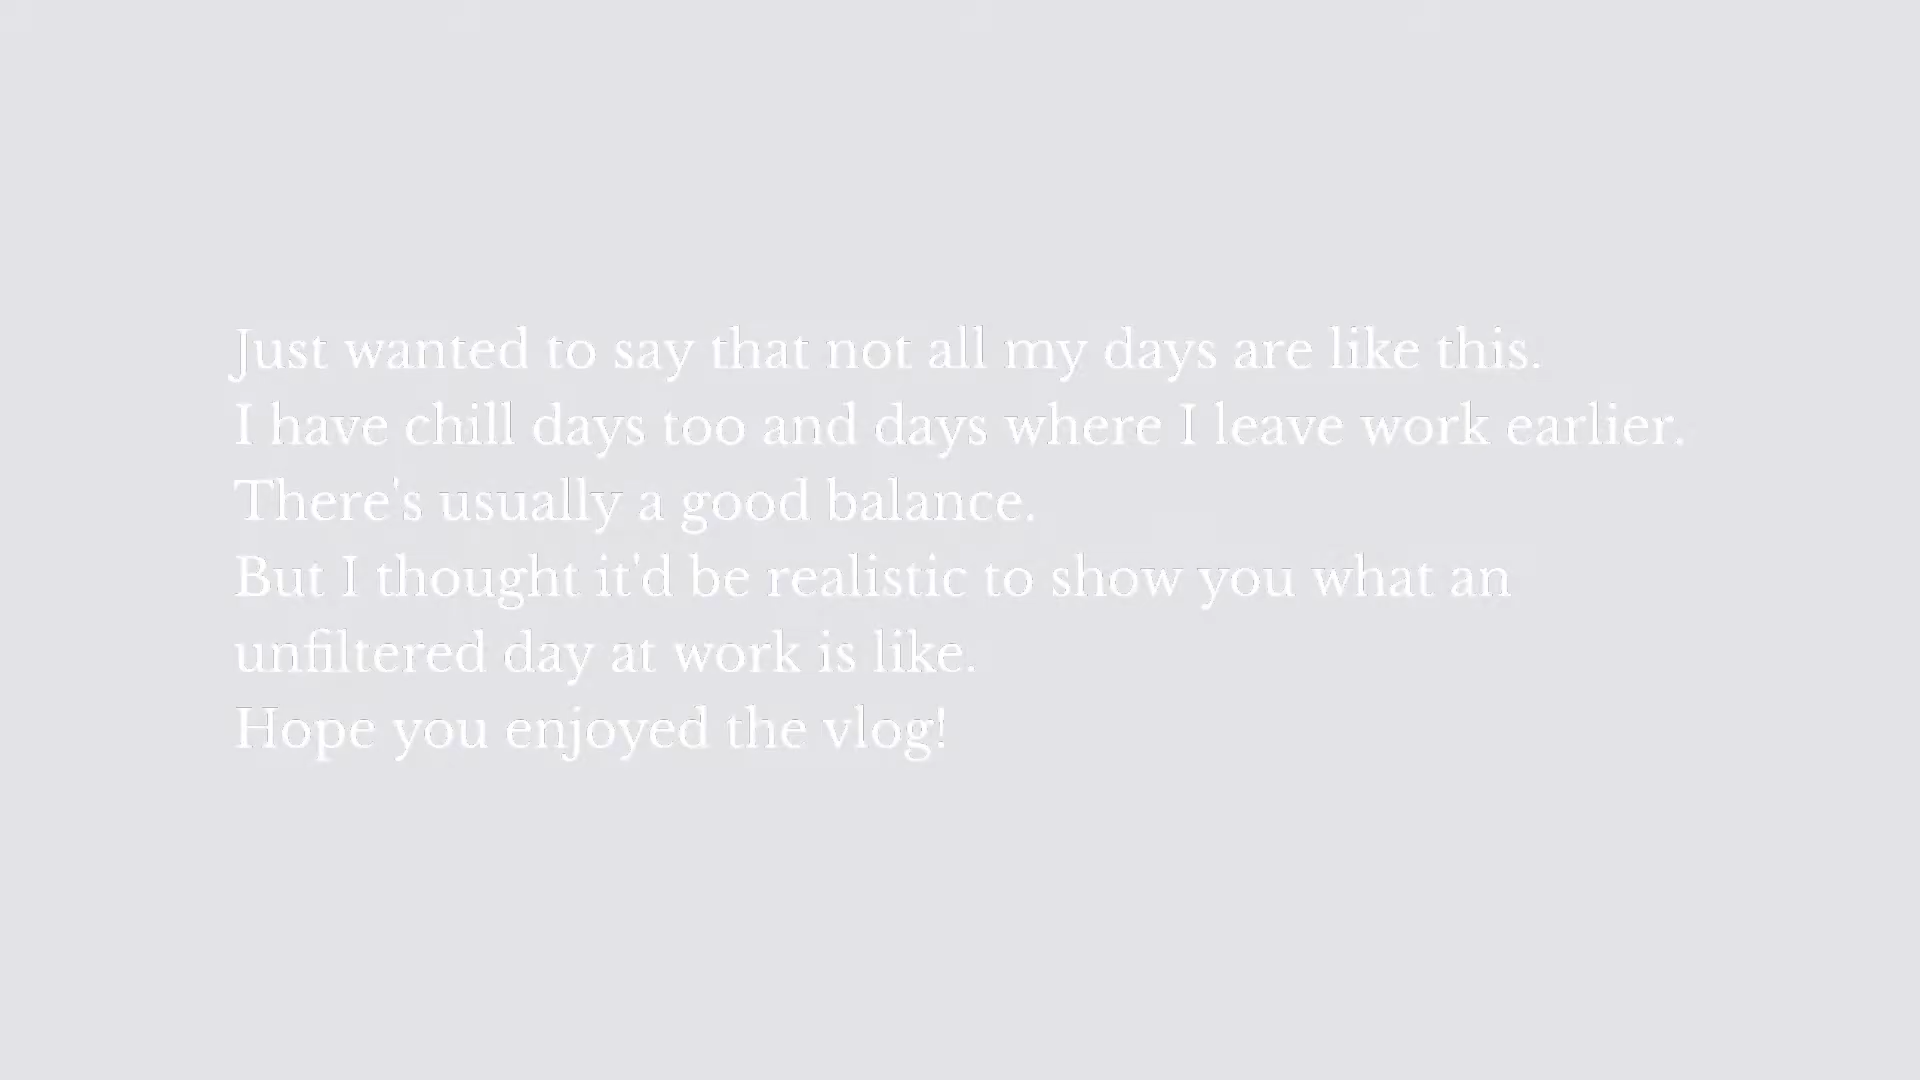 Just wanted to say that not all my days are like this.
I have chill days too and days where I leave work earlier.
There's usually a good balance.
But I thought it'd be realistic to show you what an
unfiltered day at work is like.
Hope you enjoyed the vlog!